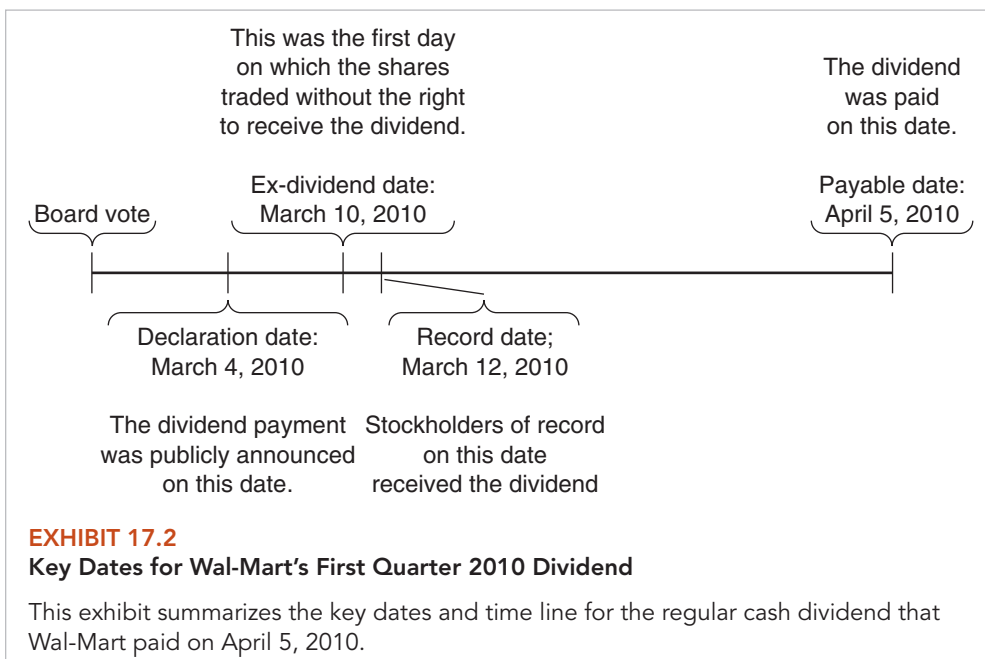 This was the first day
on which the shares
traded without the right
to receive the dividend.
The dividend
was paid
on this date.
Board vote
Ex-dividend date:
March 10, 2010
Payable date:
April 5, 2010
Declaration date:
March 4, 2010
Record date;
March 12, 2010
The dividend payment
was publicly announced
on this date.
Stockholders of record
on this date
received the dividend
EXHIBIT 17.2
Key Dates for Wal-Mart's First Quarter 2010 Dividend
This exhibit summarizes the key dates and time line for the regular cash dividend that
Wal-Mart paid on April 5, 2010.